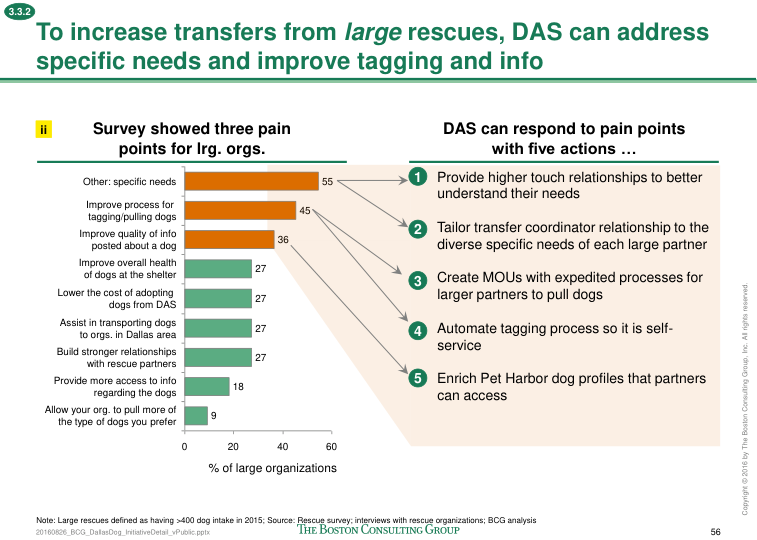 3.3.2
To increase transfers from large rescues, DAS can address
specific needs and improve tagging and info
ii
Survey showed three pain
points for lrg. orgs.
Other: specific needs
55
Improve process for
tagging/pulling dogs
45
Improve quality of info
posted about a dog
36
Improve overall health
of dogs at the shelter
27
Lower the cost of adopting
dogs from DAS
27
Assist in transporting dogs
to orgs. in Dallas area
27
Build stronger relationships
with rescue partners
27
Provide more access to info
regarding the dogs
18
Allow your org. to pull more of
the type of dogs you prefer
9
0 20 40 60
% of large organizations
DAS can respond to pain points
with five actions …
1 Provide higher touch relationships to better
understand their needs
2 Tailor transfer coordinator relationship to the
diverse specific needs of each large partner
3 Create MOUs with expedited processes for
larger partners to pull dogs
4 Automate tagging process so it is self-
service
5 Enrich Pet Harbor dog profiles that partners
can access
Copyright © 2016 by The Boston Consulting Group, Inc. All rights reserved.
Note: Large rescues defined as having >400 dog intake in 2015; Source: Rescue survey; interviews with rescue organizations; BCG analysis
20160826_BCG_DallasDog_InitiativeDetail_vPublic.pptx
THE BOSTON CONSULTING GROUP
56